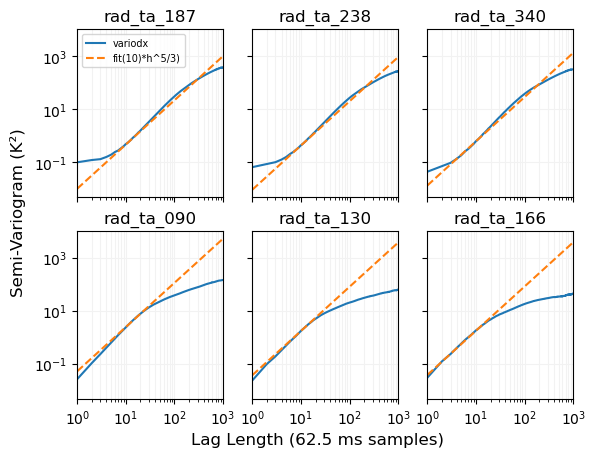 rad_ta_187 rad_ta_238 rad_ta_340
variodx
fit(10)*h^5/3)
10³
10¹
10⁻¹
Semi-Variogram (K²)
rad_ta_090 rad_ta_130 rad_ta_166
10³
10¹
10⁻¹
10⁰ 10¹ 10² 10³ 10⁰ 10¹ 10² 10³ 10⁰ 10¹ 10² 10³
Lag Length (62.5 ms samples)